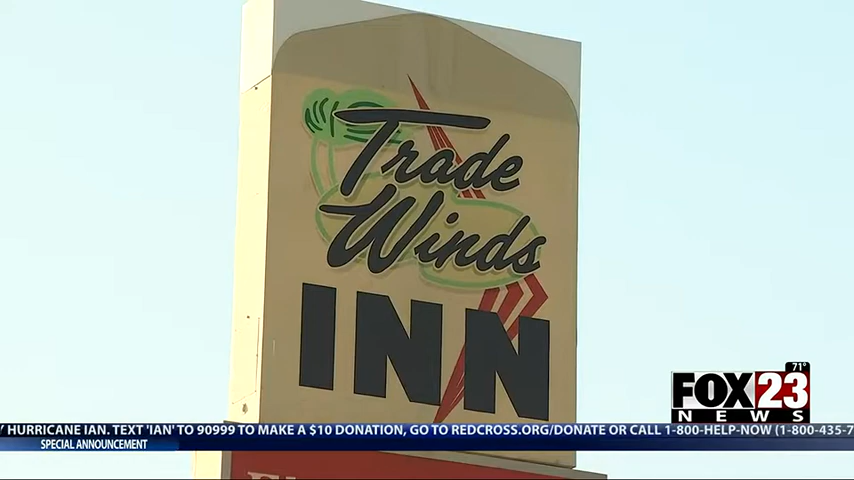 Trade
Winds
INN
71°
FOX23
NEWS
HURRICANE IAN. TEXT 'IAN' TO 90999 TO MAKE A $10 DONATION, GO TO REDCROSS.ORG/DONATE OR CALL 1-800-HELP-NOW (1-800-435-7
SPECIAL ANNOUNCEMENT